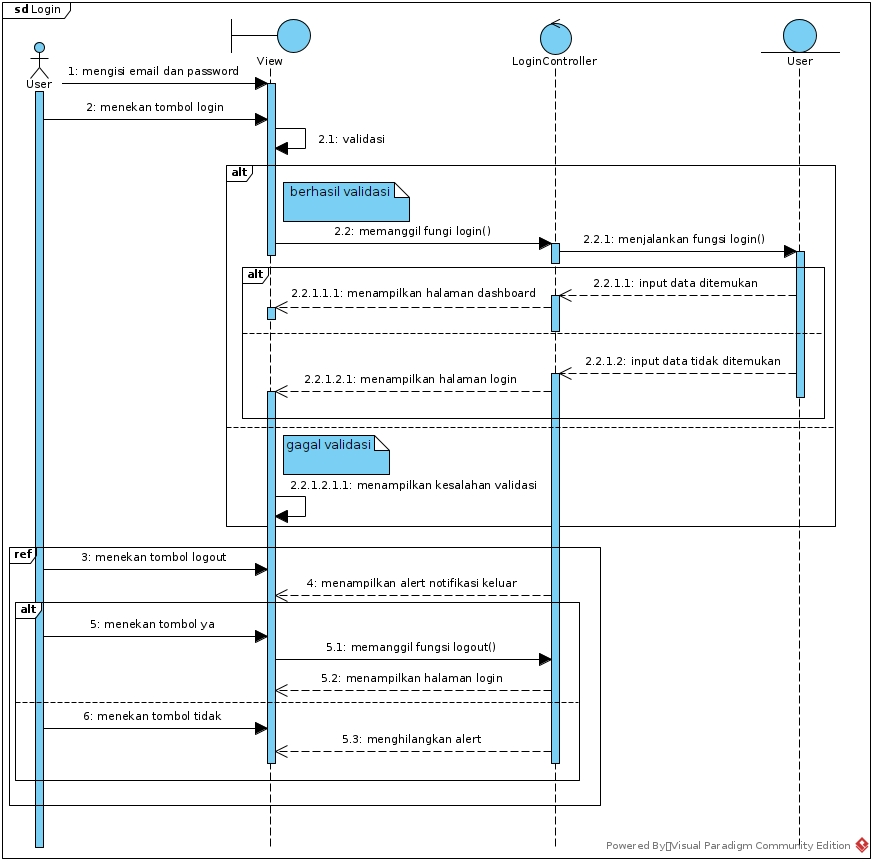 sd Login
User
View
LoginController
User
1: mengisi email dan password
2: menekan tombol login
2.1: validasi
alt
berhasil validasi
2.2: memanggil fungi login()
2.2.1: menjalankan fungsi login()
alt
2.2.1.1: input data ditemukan
2.2.1.1.1: menampilkan halaman dashboard
2.2.1.2: input data tidak ditemukan
2.2.1.2.1: menampilkan halaman login
gagal validasi
2.2.1.2.1.1: menampilkan kesalahan validasi
ref
3: menekan tombol logout
4: menampilkan alert notifikasi keluar
alt
5: menekan tombol ya
5.1: memanggil fungsi logout()
5.2: menampilkan halaman login
6: menekan tombol tidak
5.3: menghilangkan alert
Powered By Visual Paradigm Community Edition